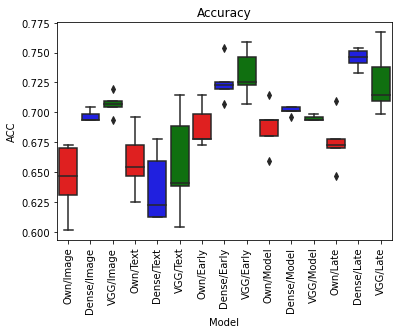 Accuracy
0.775
0.750
0.725
0.700
0.675
0.650
0.625
0.600
ACC
Own/Image
Dense/Image
VGG/Image
Own/Text
Dense/Text
VGG/Text
Own/Early
Dense/Early
VGG/Early
Own/Model
Dense/Model
VGG/Model
Own/Late
Dense/Late
VGG/Late
Model